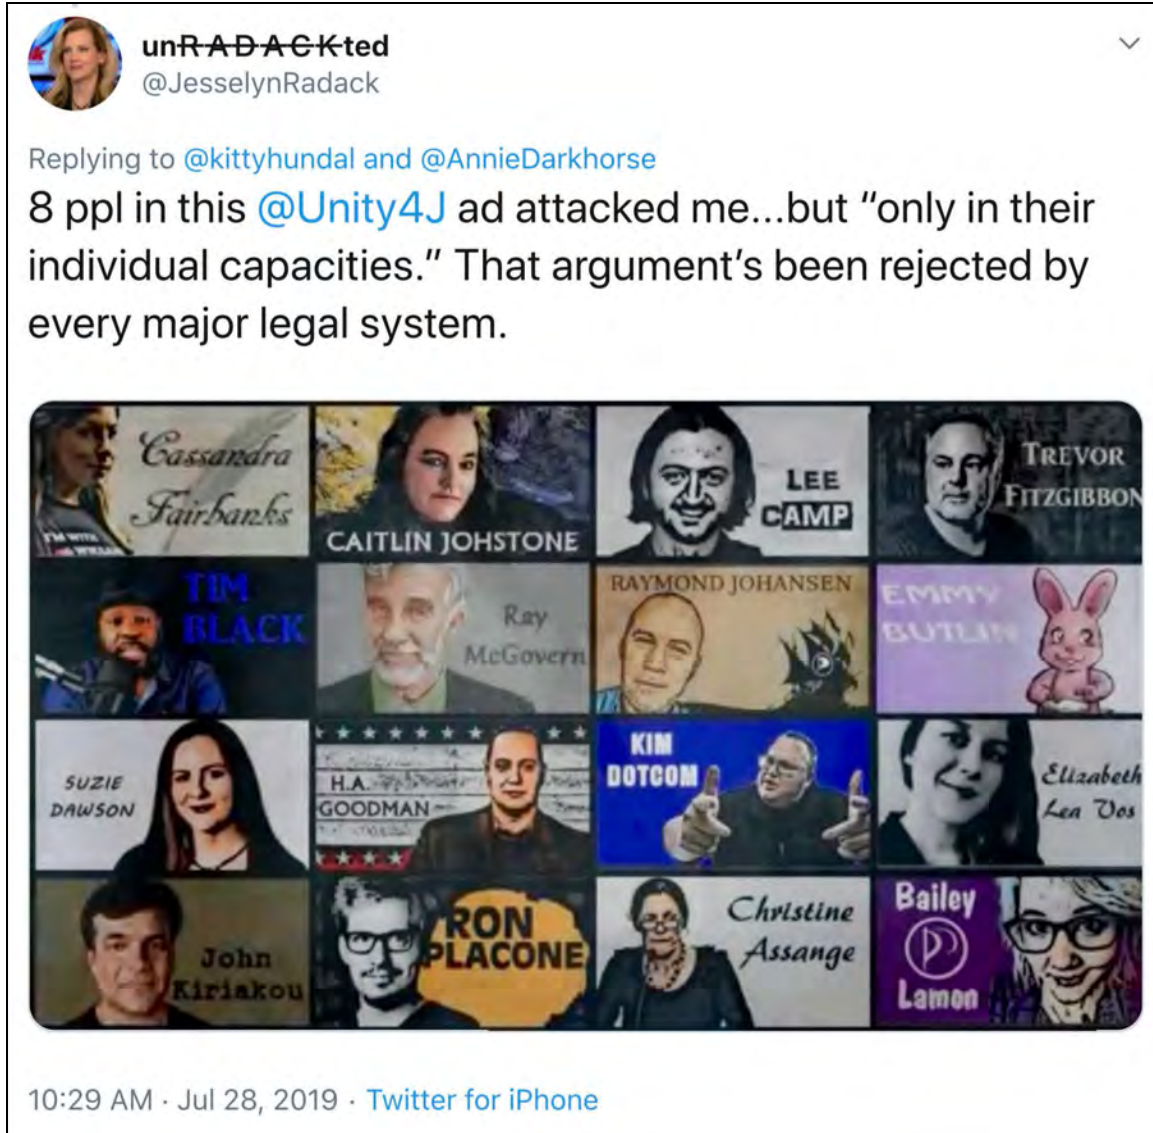 unRADACKted
@JesselynRadack
Replying to @kittyhundal and @AnnieDarkhorse
8 ppl in this @Unity4J ad attacked me...but “only in their
individual capacities.” That argument’s been rejected by
every major legal system.
Cassandra
Fairbanks
CAITLIN JOHSTONE
LEE
CAMP
TREVOR
FITZGIBBON
TIM
BLACK
Ray
McGovern
RAYMOND JOHANSEN
EMMY
BUTLIN
SUZIE
DAWSON
H.A.
GOODMAN
KIM
DOTCOM
Elizabeth
Lea Vos
John
Kiriakou
RON
PLACONE
Christine
Assange
Bailey
Lamon
10:29 AM · Jul 28, 2019 · Twitter for iPhone